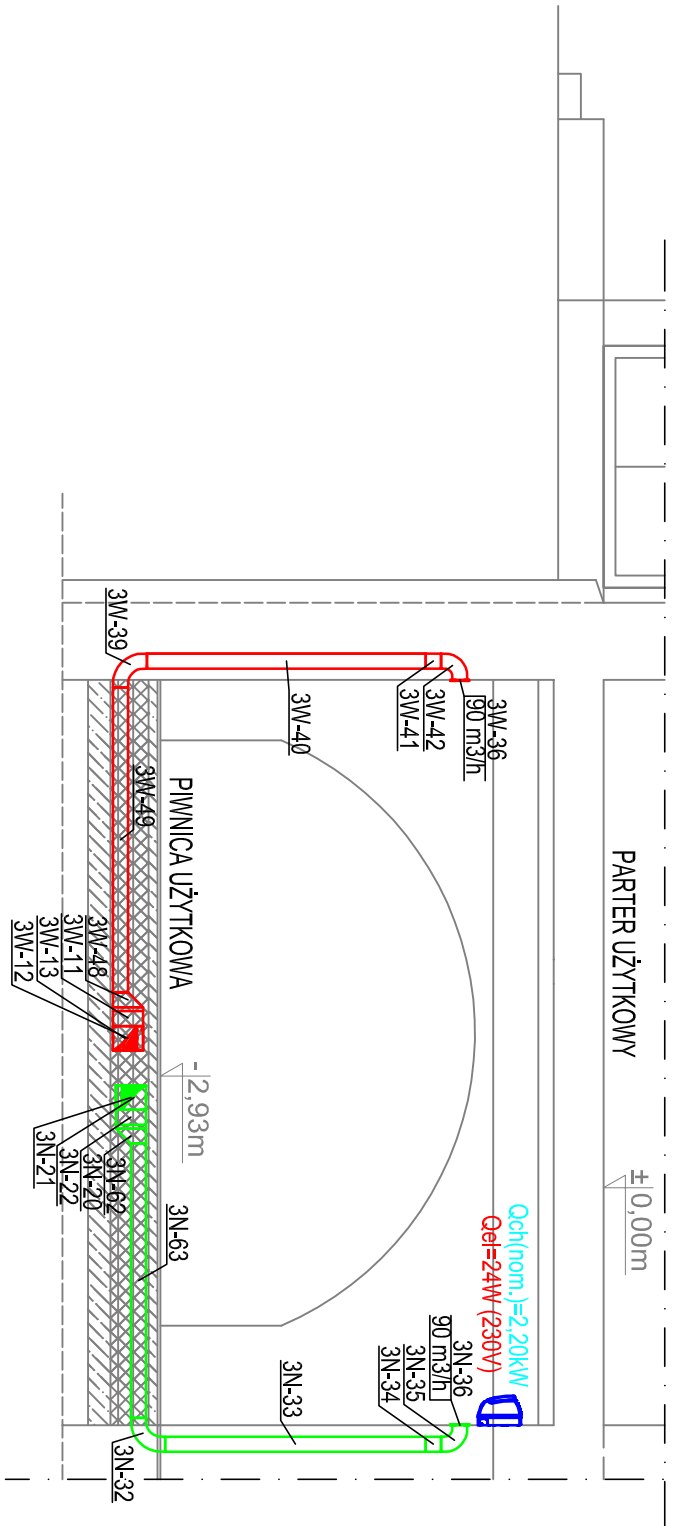 PARTER UŻYTKOWY
±0,00m
Qch(nom.)=2,20kW
Qel=24W (230V)
3W-36
90 m3/h
3W-42
3W-41
3W-40
3W-39
3N-36
90 m3/h
3N-35
3N-34
3N-33
3N-32
PIWNICA UŻYTKOWA
-2,93m
3W-49
3W-48
3W-11
3W-13
3W-12
3N-63
3N-62
3N-20
3N-22
3N-21